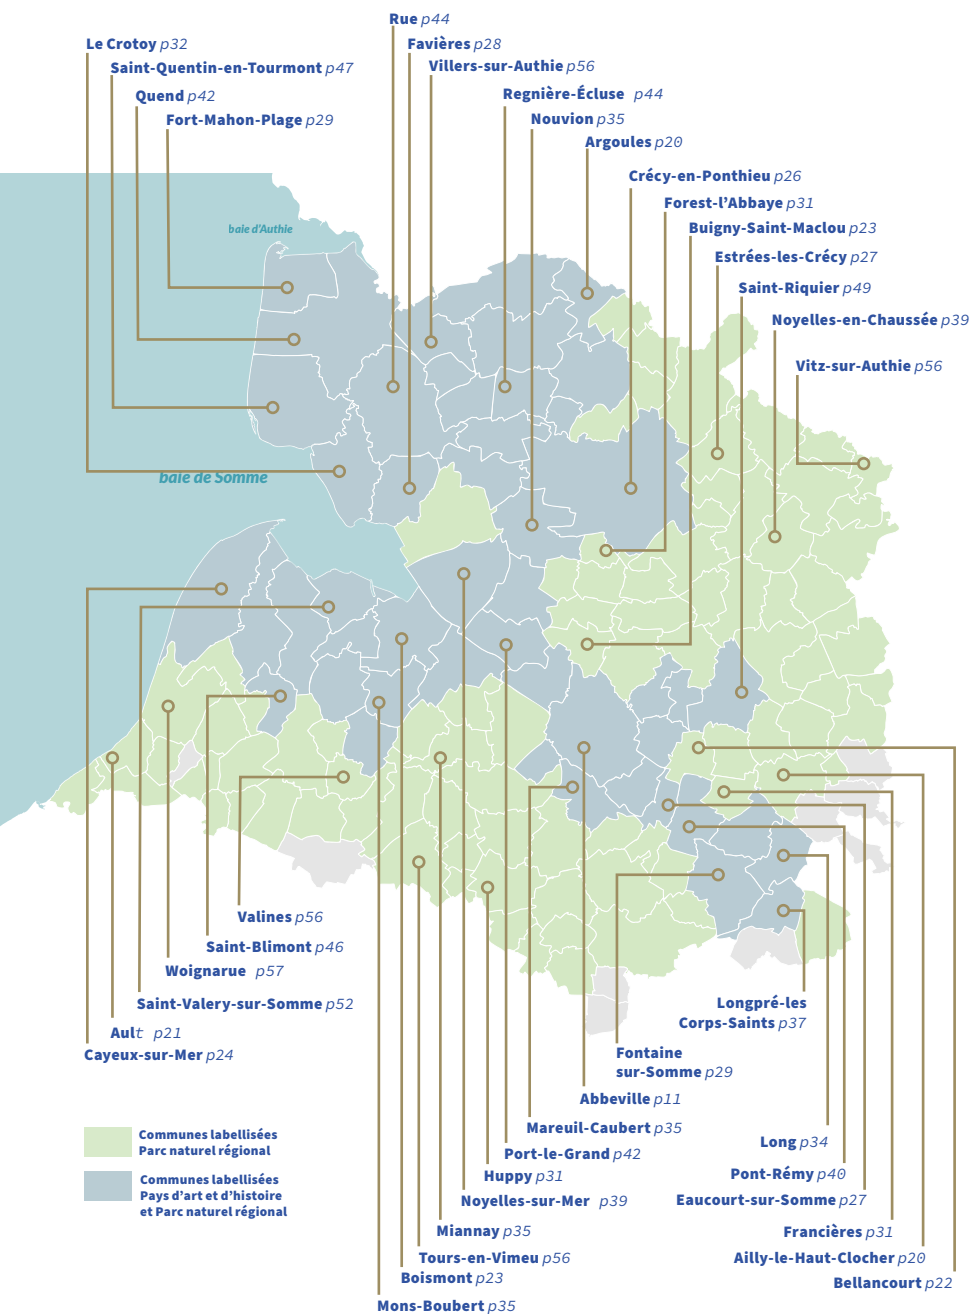 Rue p44
Le Crotoy p32
Favières p28
Saint-Quentin-en-Tourmont p47
Villers-sur-Authie p56
Quend p42
Regnière-Écluse p44
Fort-Mahon-Plage p29
Nouvion p35
Argoules p20
Crécy-en-Ponthieu p26
Forest-l'Abbaye p31
Buigny-Saint-Maclou p23
baie d'Authie
Estrées-les-Crécy p27
Saint-Riquier p49
Noyelles-en-Chaussée p39
Vitz-sur-Authie p56
baie de Somme
Valines p56
Saint-Blimont p46
Woignarue p57
Saint-Valery-sur-Somme p52
Longpré-les
Corps-Saints p37
Ault p21
Cayeux-sur-Mer p24
Fontaine
sur-Somme p29
Abbeville p11
Mareuil-Caubert p35
Long p34
Port-le-Grand p42
Huppy p31
Pont-Rémy p40
Noyelles-sur-Mer p39
Eaucourt-sur-Somme p27
Miannay p35
Francières p31
Tours-en-Vimeu p56
Ailly-le-Haut-Clocher p20
Boismont p23
Bellancourt p22
Mons-Boubert p35
Communes labellisées
Parc naturel régional
Communes labellisées
Pays d'art et d'histoire
et Parc naturel régional